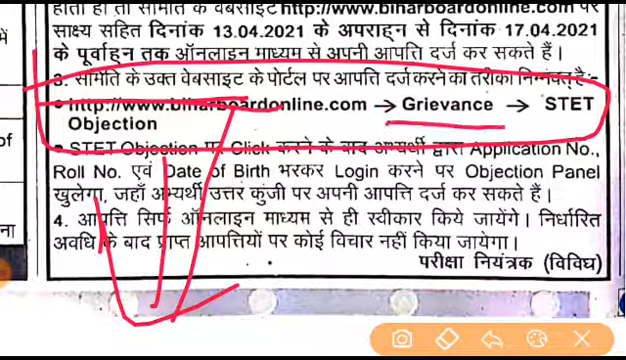 होता हो तो समिति के वेबसाइट http://www.biharboardonline.com पर
साक्ष्य सहित दिनांक 13.04.2021 के अपराहन से दिनांक 17.04.2021
के पूर्वाहन तक ऑनलाइन माध्यम से अपनी आपत्ति दर्ज कर सकते हैं।
3. समिति के उक्त वेबसाइट के पोर्टल पर आपत्ति दर्ज करने का तरीका निम्नवत् है:-
http://www.biharboardonline.com → Grievance → STET
Objection
STET Objection पर Click करने के बाद अभ्यर्थी द्वारा Application No.,
Roll No. एवं Date of Birth भरकर Login करने पर Objection Panel
खुलेगा, जहाँ अभ्यर्थी उत्तर कुंजी पर अपनी आपत्ति दर्ज कर सकते हैं।
4. आपत्ति सिर्फ ऑनलाइन माध्यम से ही स्वीकार किये जायेंगे। निर्धारित
अवधि के बाद प्राप्त आपत्तियों पर कोई विचार नहीं किया जायेगा।
परीक्षा नियंत्रक (विविध)
में
of
ना